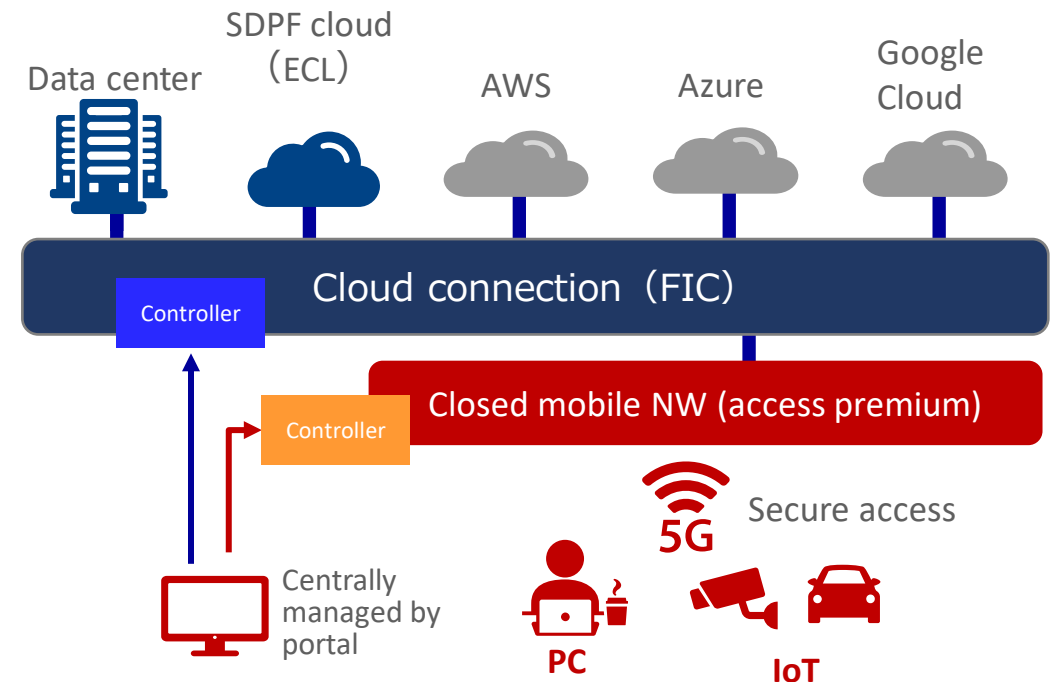 Data center
SDPF cloud
（ECL）
AWS
Azure
Google
Cloud
Cloud connection（FIC）
Controller
Closed mobile NW (access premium)
Controller
5G
Secure access
Centrally
managed by
portal
PC
IoT